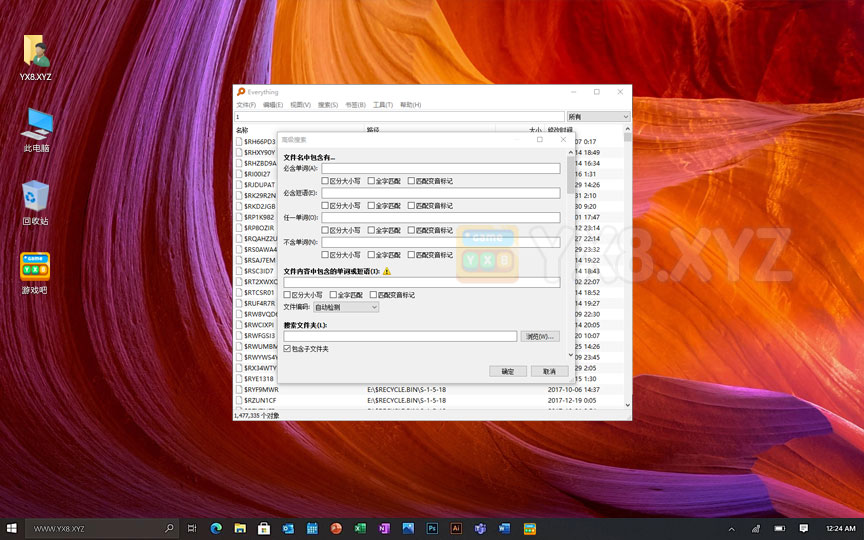 YX8.XYZ
此电脑
回收站
game
YX8
游戏吧
Everything
文件(F) 编辑(E) 视图(V) 搜索(S) 书签(B) 工具(T) 帮助(H)
1 所有
名称 路径 大小 修改时间
高级搜索
$RH66PD3 07 0:17
$RHXY90Y 14 18:49
$RHZBD9A 14 16:34
$RI00I27 16 1:31
$RJDUPAT 29 14:26
$RK29R2N 31 2:10
$RKD2JGB 30 9:20
$RP1K982 01 17:47
$RP8OZIR 12 23:14
$RQAHZ2U 27 22:14
$RS0AWA4 29 23:32
$RSAJ7EM 14 19:22
$RSC3ID7 14 18:43
$RT2XWXC 02 22:07
$RTCSR01 14 18:52
$RUF4R7R 14 19:27
$RW8VQD 09 22:30
$RWCIXPI 14 20:05
$RWFGSI3 20 10:07
$RWUMBM 25 14:26
$RWYWS4Y 09 23:45
$RX34WTY 29 2:05
$RYE1318 15 1:30
$RYF9MWR E:\$RECYCLE.BIN\S-1-5-18 2017-10-06 14:37
$RZUN1CF E:\$RECYCLE.BIN\S-1-5-18 2017-12-19 0:05
1,477,335 个对象
文件名中包含有...
必含单词(A):
区分大小写 全字匹配 匹配变音标记
必含短语(E):
区分大小写 全字匹配 匹配变音标记
任一单词(O):
区分大小写 全字匹配 匹配变音标记
不含单词(N):
区分大小写 全字匹配 匹配变音标记
文件内容中包含的单词或短语(I):
区分大小写 全字匹配 匹配变音标记
文件编码: 自动检测
搜索文件夹(L):
浏览(W)...
包含子文件夹
确定 取消
game
YX8
YX8.XYZ
WWW.YX8.XYZ
12:24 AM